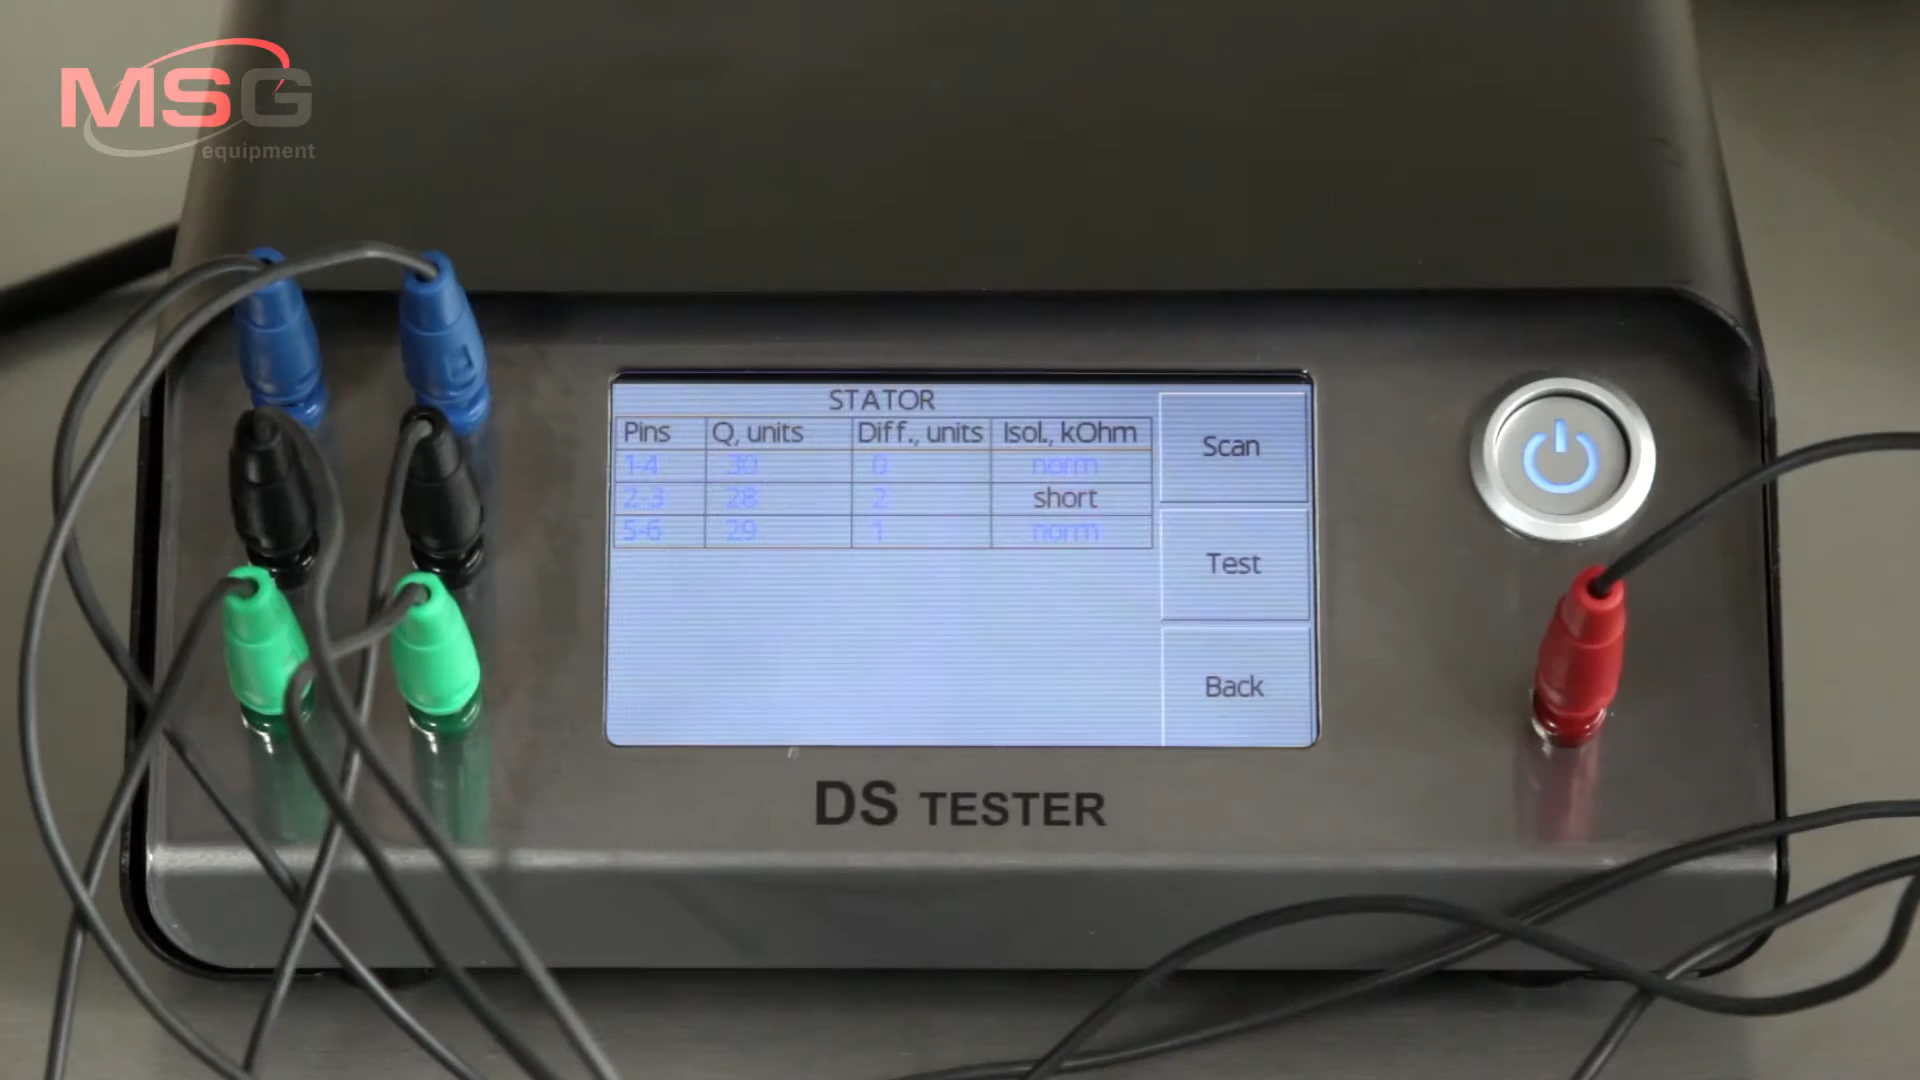 MSG
equipment
STATOR
Pins Q, units Diff., units Isol., kOhm
1-4 30 0 norm
2-3 28 2 short
5-6 29 1 norm
Scan
Test
Back
DS TESTER